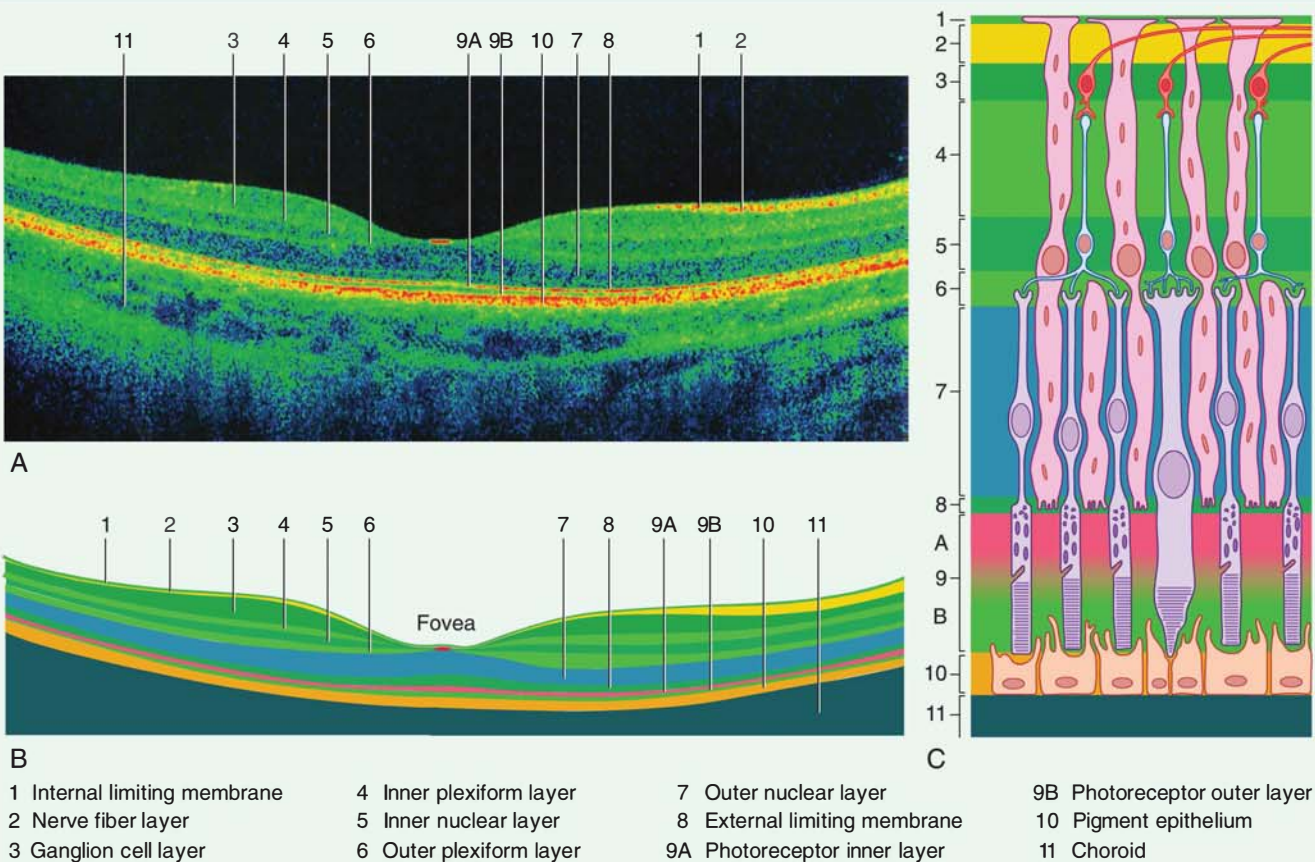 11 3 4 5 6 9A 9B 10 7 8 1 2
A
1 2 3 4 5 6 7 8 9A 9B 10 11
Fovea
B
1
2
3
4
5
6
7
8
A
9
B
10
11
C
1 Internal limiting membrane
2 Nerve fiber layer
3 Ganglion cell layer
4 Inner plexiform layer
5 Inner nuclear layer
6 Outer plexiform layer
7 Outer nuclear layer
8 External limiting membrane
9A Photoreceptor inner layer
9B Photoreceptor outer layer
10 Pigment epithelium
11 Choroid